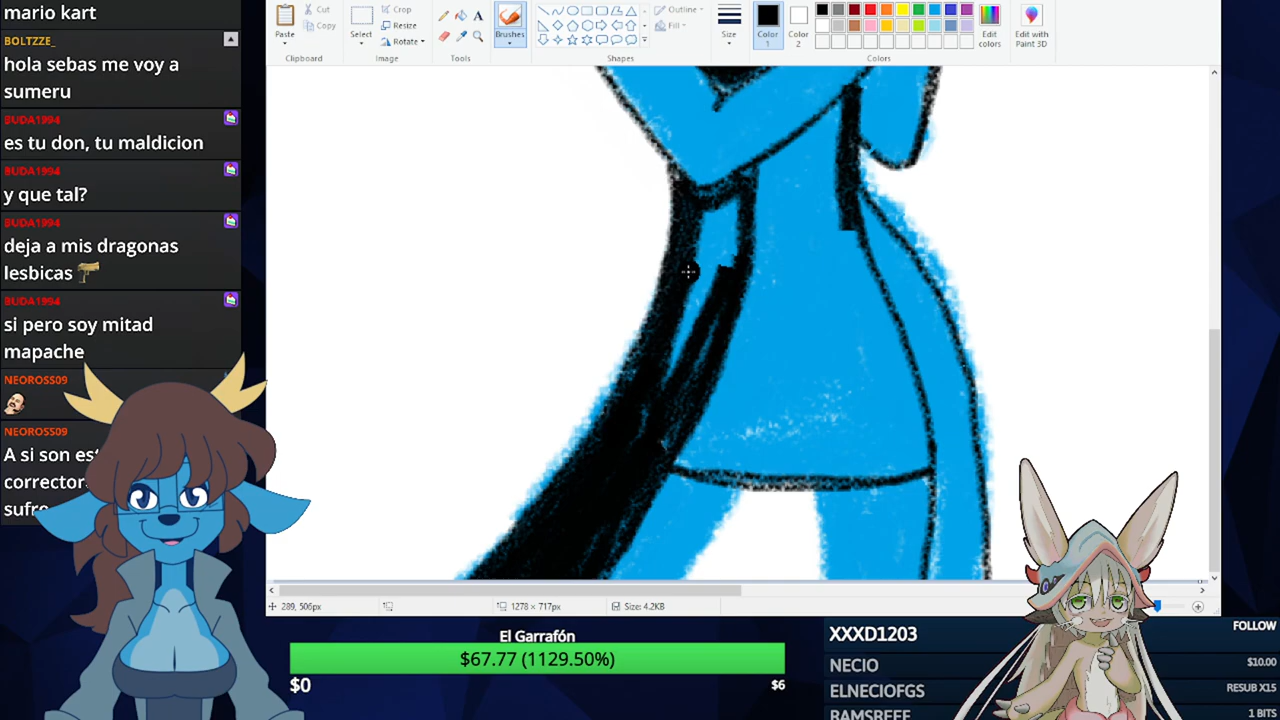 mario kart
BOLTZZE_
hola sebas me voy a
sumeru
BUDA1994
es tu don, tu maldicion
BUDA1994
y que tal?
BUDA1994
deja a mis dragonas
lesbicas
BUDA1994
si pero soy mitad
mapache
NEOROSS09
NEOROSS09
A si son est
corrector
sufro
Paste
Cut
Copy
Clipboard
Select
Crop
Resize
Rotate
Image
A
Tools
Brushes
Outline
Fill
Shapes
Size
Color
1
Color
2
Edit
colors
Colors
Edit with
Paint 3D
289, 506px
1278 × 717px
Size: 4.2KB
El Garrafón
$67.77 (1129.50%)
$0
$6
XXXD1203
FOLLOW
NECIO
$10.00
ELNECIOFGS
RESUB X15
RAMSREEE
1 BITS